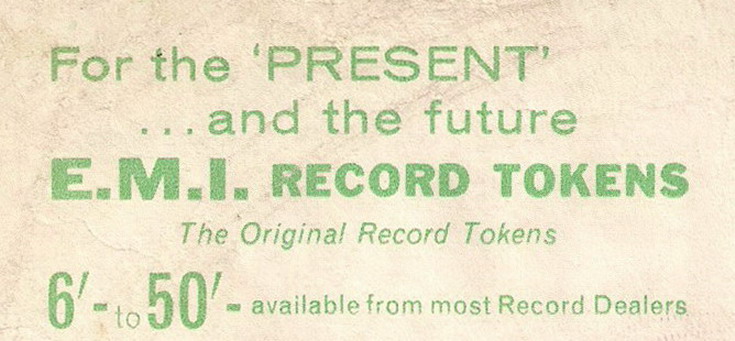 For the ‘PRESENT’
...and the future
E.M.I. RECORD TOKENS
The Original Record Tokens
6/- to 50/- available from most Record Dealers